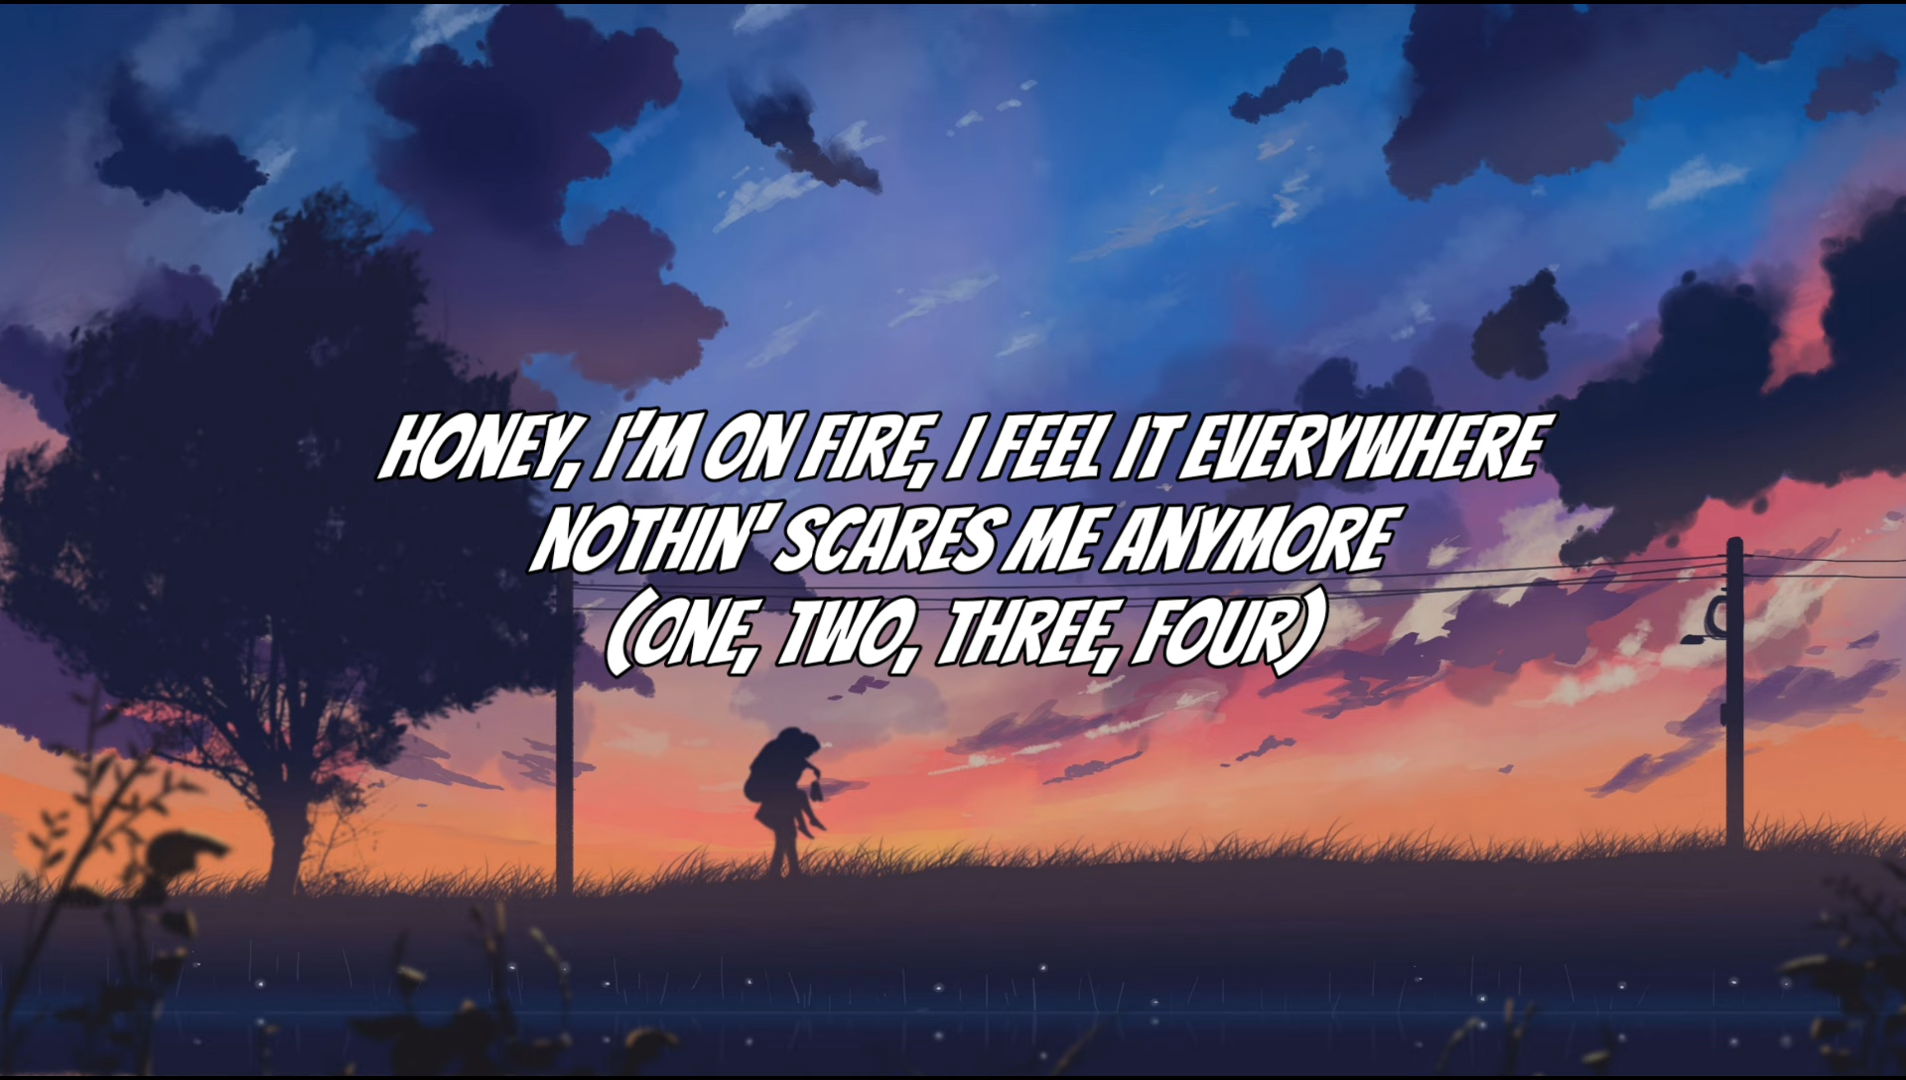 HONEY, I'M ON FIRE, I FEEL IT EVERYWHERE
NOTHIN' SCARES ME ANYMORE
(ONE, TWO, THREE, FOUR)